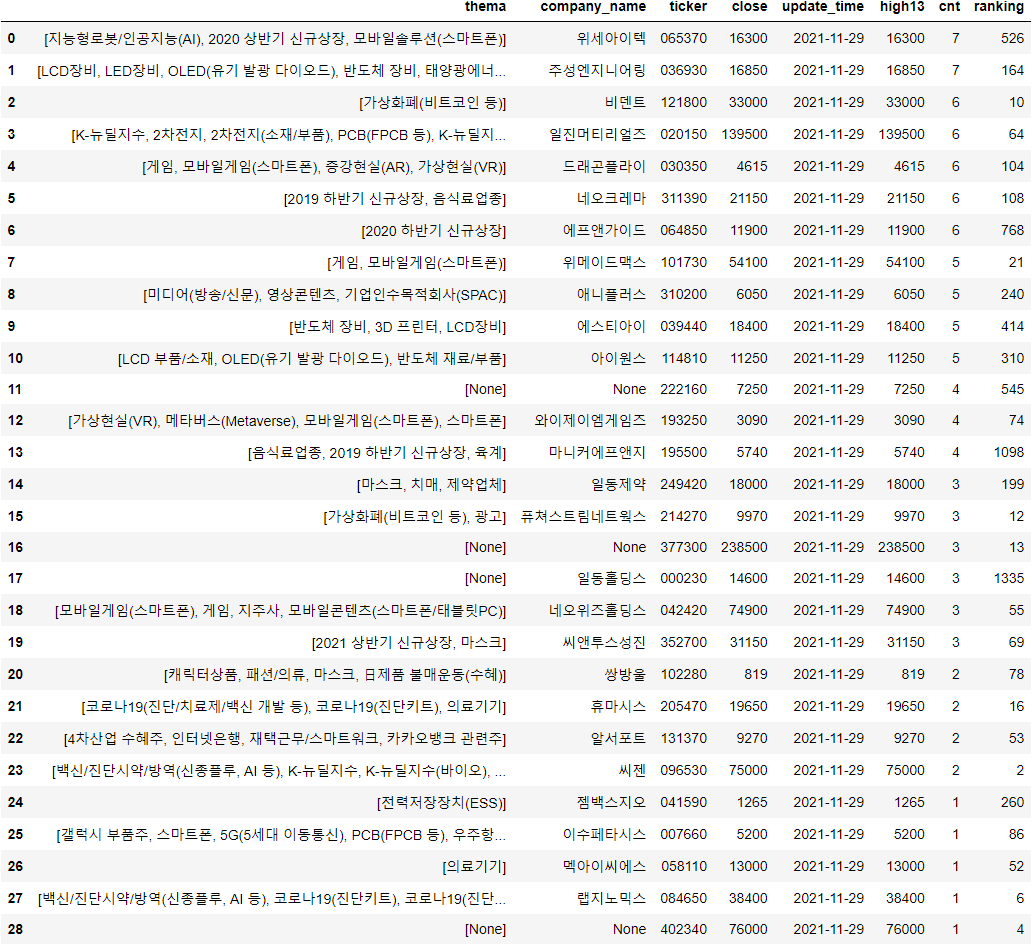 thema company_name ticker close update_time high13 cnt ranking
0 [지능형로봇/인공지능(AI), 2020 상반기 신규상장, 모바일솔루션(스마트폰)] 위세아이텍 065370 16300 2021-11-29 16300 7 526
1 [LCD장비, LED장비, OLED(유기 발광 다이오드), 반도체 장비, 태양광에너... 주성엔지니어링 036930 16850 2021-11-29 16850 7 164
2 [가상화폐(비트코인 등)] 비덴트 121800 33000 2021-11-29 33000 6 10
3 [K-뉴딜지수, 2차전지, 2차전지(소재/부품), PCB(FPCB 등), K-뉴딜지... 일진머티리얼즈 020150 139500 2021-11-29 139500 6 64
4 [게임, 모바일게임(스마트폰), 증강현실(AR), 가상현실(VR)] 드래곤플라이 030350 4615 2021-11-29 4615 6 104
5 [2019 하반기 신규상장, 음식료업종] 네오크레마 311390 21150 2021-11-29 21150 6 108
6 [2020 하반기 신규상장] 에프앤가이드 064850 11900 2021-11-29 11900 6 768
7 [게임, 모바일게임(스마트폰)] 위메이드맥스 101730 54100 2021-11-29 54100 5 21
8 [미디어(방송/신문), 영상콘텐츠, 기업인수목적회사(SPAC)] 애니플러스 310200 6050 2021-11-29 6050 5 240
9 [반도체 장비, 3D 프린터, LCD장비] 에스티아이 039440 18400 2021-11-29 18400 5 414
10 [LCD 부품/소재, OLED(유기 발광 다이오드), 반도체 재료/부품] 아이원스 114810 11250 2021-11-29 11250 5 310
11 [None] None 222160 7250 2021-11-29 7250 4 545
12 [가상현실(VR), 메타버스(Metaverse), 모바일게임(스마트폰), 스마트폰] 와이제이엠게임즈 193250 3090 2021-11-29 3090 4 74
13 [음식료업종, 2019 하반기 신규상장, 육계] 마니커에프앤지 195500 5740 2021-11-29 5740 4 1098
14 [마스크, 치매, 제약업체] 일동제약 249420 18000 2021-11-29 18000 3 199
15 [가상화폐(비트코인 등), 광고] 퓨쳐스트림네트웍스 214270 9970 2021-11-29 9970 3 12
16 [None] None 377300 238500 2021-11-29 238500 3 13
17 [None] 일동홀딩스 000230 14600 2021-11-29 14600 3 1335
18 [모바일게임(스마트폰), 게임, 지주사, 모바일콘텐츠(스마트폰/태블릿PC)] 네오위즈홀딩스 042420 74900 2021-11-29 74900 3 55
19 [2021 상반기 신규상장, 마스크] 씨앤투스성진 352700 31150 2021-11-29 31150 3 69
20 [캐릭터상품, 패션/의류, 마스크, 日제품 불매운동(수혜)] 쌍방울 102280 819 2021-11-29 819 2 78
21 [코로나19(진단/치료제/백신 개발 등), 코로나19(진단키트), 의료기기] 휴마시스 205470 19650 2021-11-29 19650 2 16
22 [4차산업 수혜주, 인터넷은행, 재택근무/스마트워크, 카카오뱅크 관련주] 알서포트 131370 9270 2021-11-29 9270 2 53
23 [백신/진단시약/방역(신종플루, AI 등), K-뉴딜지수, K-뉴딜지수(바이오), ... 씨젠 096530 75000 2021-11-29 75000 2 2
24 [전력저장장치(ESS)] 젬백스지오 041590 1265 2021-11-29 1265 1 260
25 [갤럭시 부품주, 스마트폰, 5G(5세대 이동통신), PCB(FPCB 등), 우주항... 이수페타시스 007660 5200 2021-11-29 5200 1 86
26 [의료기기] 멕아이씨에스 058110 13000 2021-11-29 13000 1 52
27 [백신/진단시약/방역(신종플루, AI 등), 코로나19(진단키트), 코로나19(진단... 랩지노믹스 084650 38400 2021-11-29 38400 1 6
28 [None] None 402340 76000 2021-11-29 76000 1 4